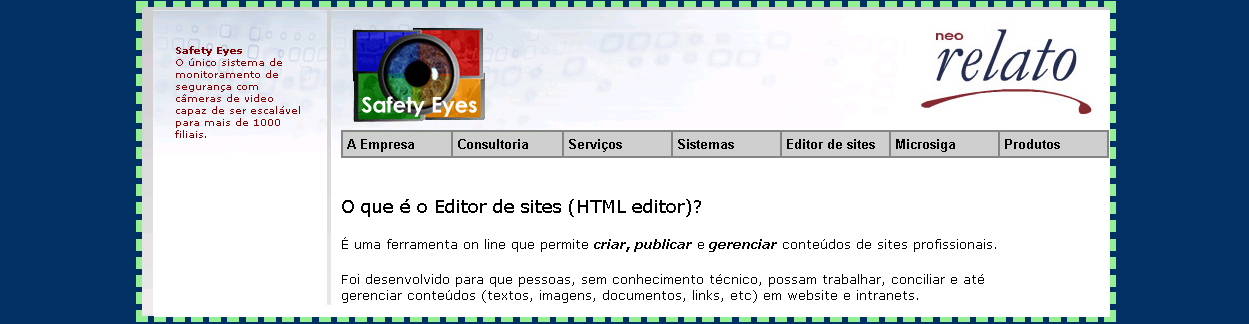 Safety Eyes
O único sistema de
monitoramento de
segurança com
câmeras de video
capaz de ser escalável
para mais de 1000
filiais.
Safety Eyes
neo
relato
A Empresa Consultoria Serviços Sistemas Editor de sites Microsiga Produtos
O que é o Editor de sites (HTML editor)?
É uma ferramenta on line que permite criar, publicar e gerenciar conteúdos de sites profissionais.
Foi desenvolvido para que pessoas, sem conhecimento técnico, possam trabalhar, conciliar e até
gerenciar conteúdos (textos, imagens, documentos, links, etc) em website e intranets.